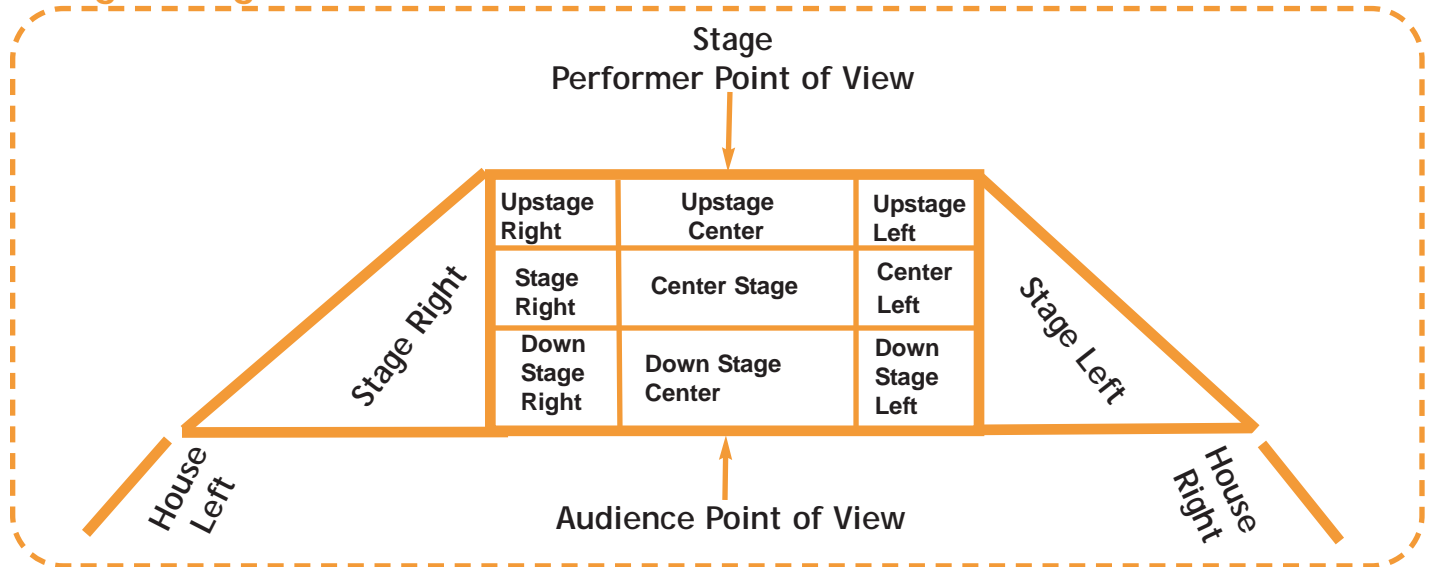 Stage
Performer Point of View
Upstage
Right
Upstage
Center
Upstage
Left
Stage
Right
Center Stage
Center
Left
Down
Stage
Right
Down Stage
Center
Down
Stage
Left
Stage Right
Stage Left
House
Left
House
Right
Audience Point of View